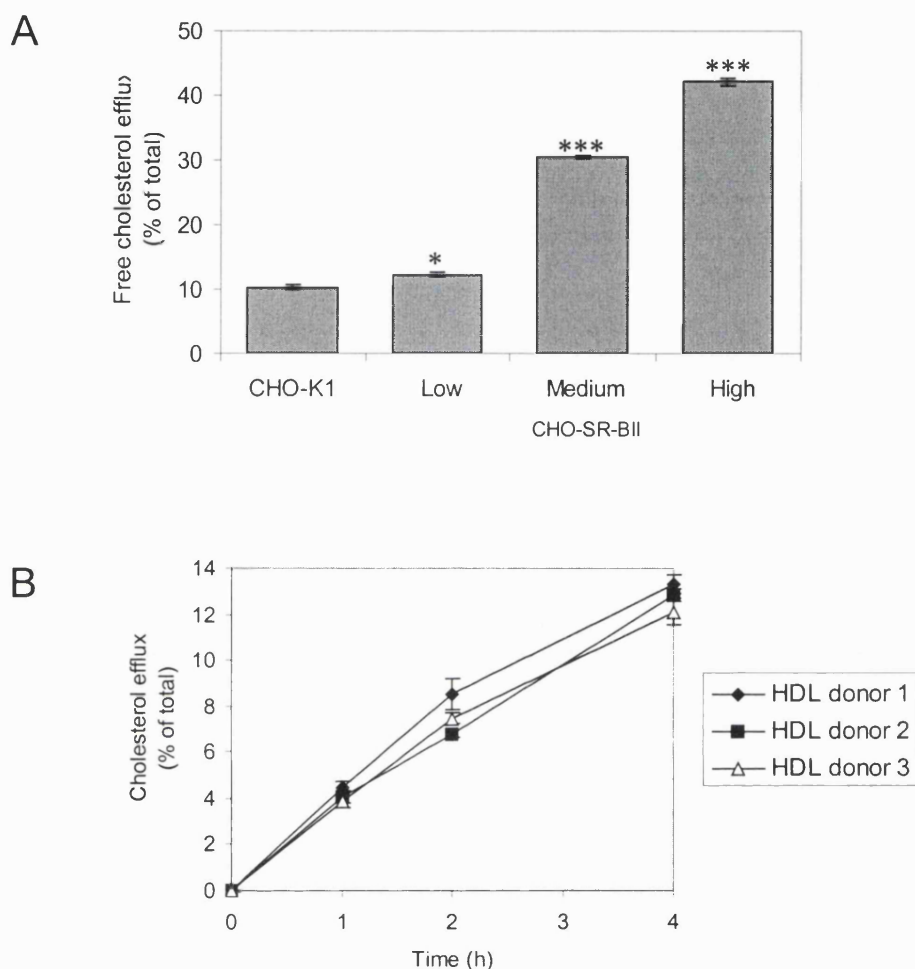 A
Free cholesterol efflux
(% of total)
50
40
30
20
10
0
*
***
***
CHO-K1 Low Medium High
CHO-SR-BII
B
Cholesterol efflux
(% of total)
14
12
10
8
6
4
2
0
0 1 2 3 4
Time (h)
HDL donor 1
HDL donor 2
HDL donor 3